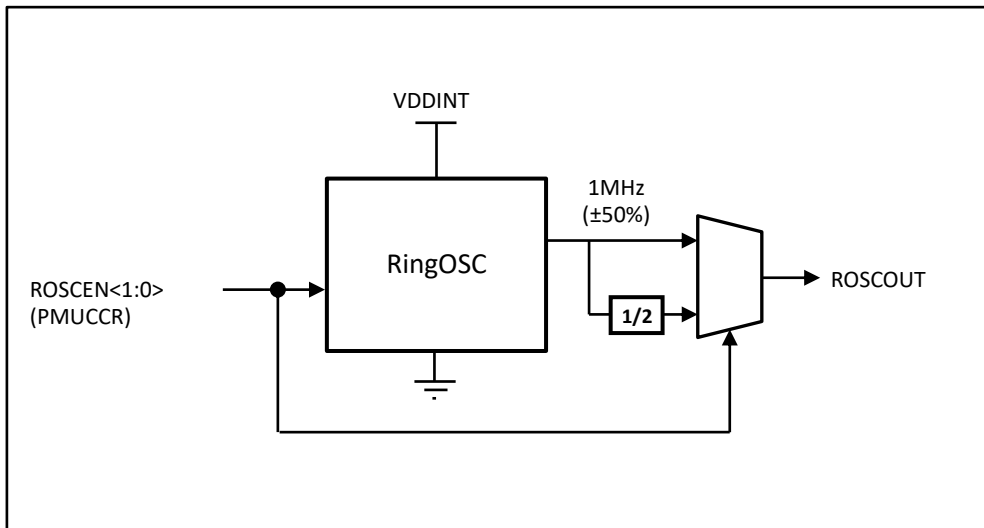 VDDINT
1MHz
(±50%)
RingOSC
ROSCEN<1:0>
(PMUCCR)
1/2
ROSCOUT